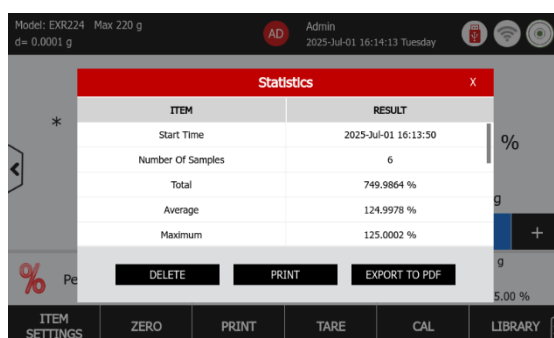 Model: EXR224 Max 220 g
d= 0.0001 g
AD
Admin
2025-Jul-01 16:14:13 Tuesday
Statistics X
ITEM RESULT
Start Time 2025-Jul-01 16:13:50
Number Of Samples 6
Total 749.9864 %
Average 124.9978 %
Maximum 125.0002 %
DELETE PRINT EXPORT TO PDF
*
%
g
+
g
% Pe
5.00 %
ITEM SETTINGS ZERO PRINT TARE CAL LIBRARY